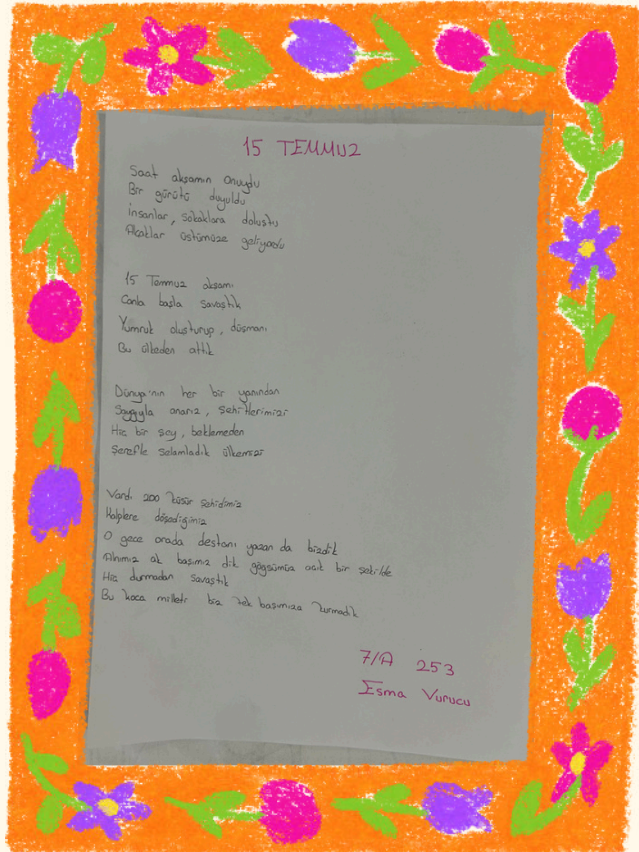 15 TEMMUZ
Saat akşamın Onuydu
Bir gürütü duyuldu
İnsanlar, sokaklara doluştu
Alçaklar üstümüze geliyordu
15 Temmuz akşamı
Canla başla savaştık
Yumruk oluşturup, düşmanı
Bu ülkeden attık
Dünya'nın her bir yanından
Saygıyla anarız, şehitlerimizi
Hiç bir şey, beklemeden
Şerefle selamladık ülkemizi
Vardı 200 küsür şehidimiz
Kalplere döşediğimiz
O gece orada destanı yazan da bizdik
Alnımız ak başımız dik göğsümüz açık bir şekilde
Hiç durmadan savaştık
Bu koca milleti biz tek başımıza kurmadık
7/A 253
Esma Vurucu